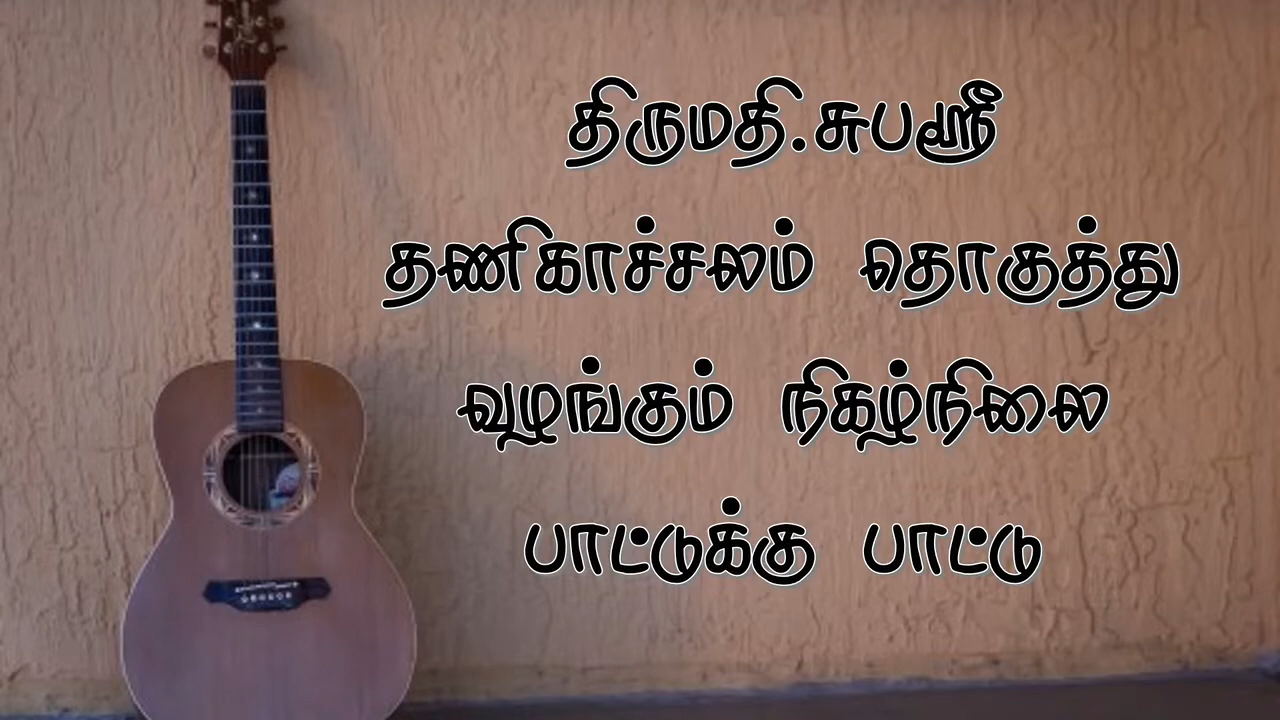 திருமதி.சுபஸ்ரீ
தணிகாச்சலம் தொகுத்து
வழங்கும் நிகழ்நிலை
பாட்டுக்கு பாட்டு